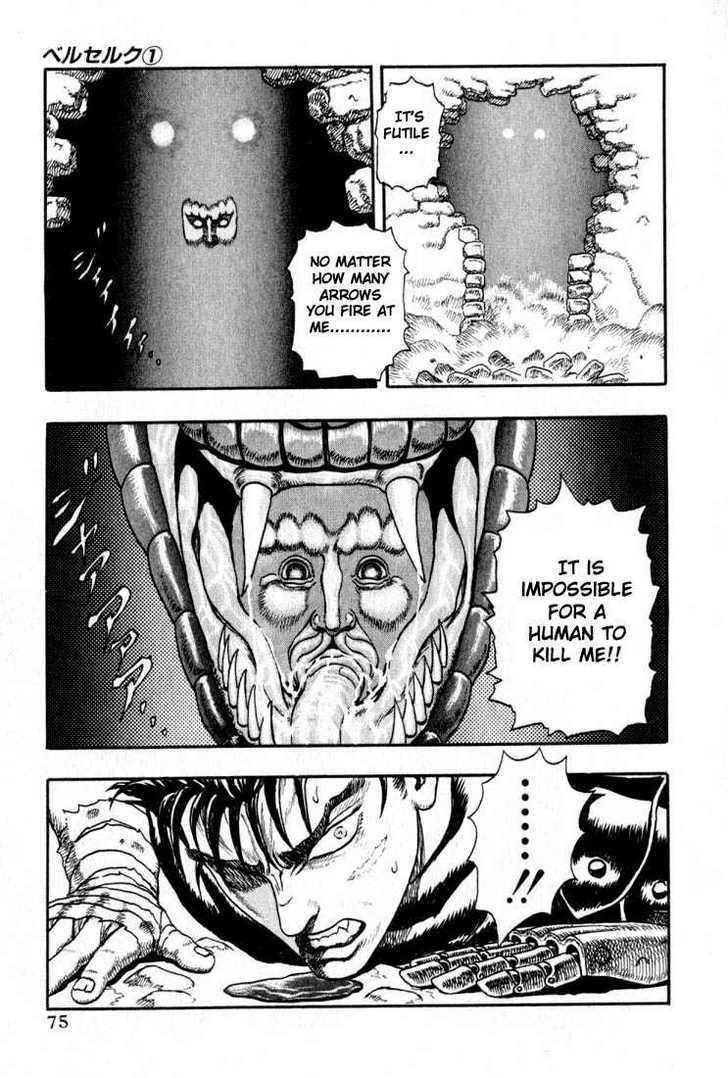 ベルセルク①
IT'S
FUTILE
...
NO MATTER
HOW MANY
ARROWS
YOU FIRE AT
ME............
IT IS
IMPOSSIBLE
FOR A
HUMAN TO
KILL ME!!
......!!
75